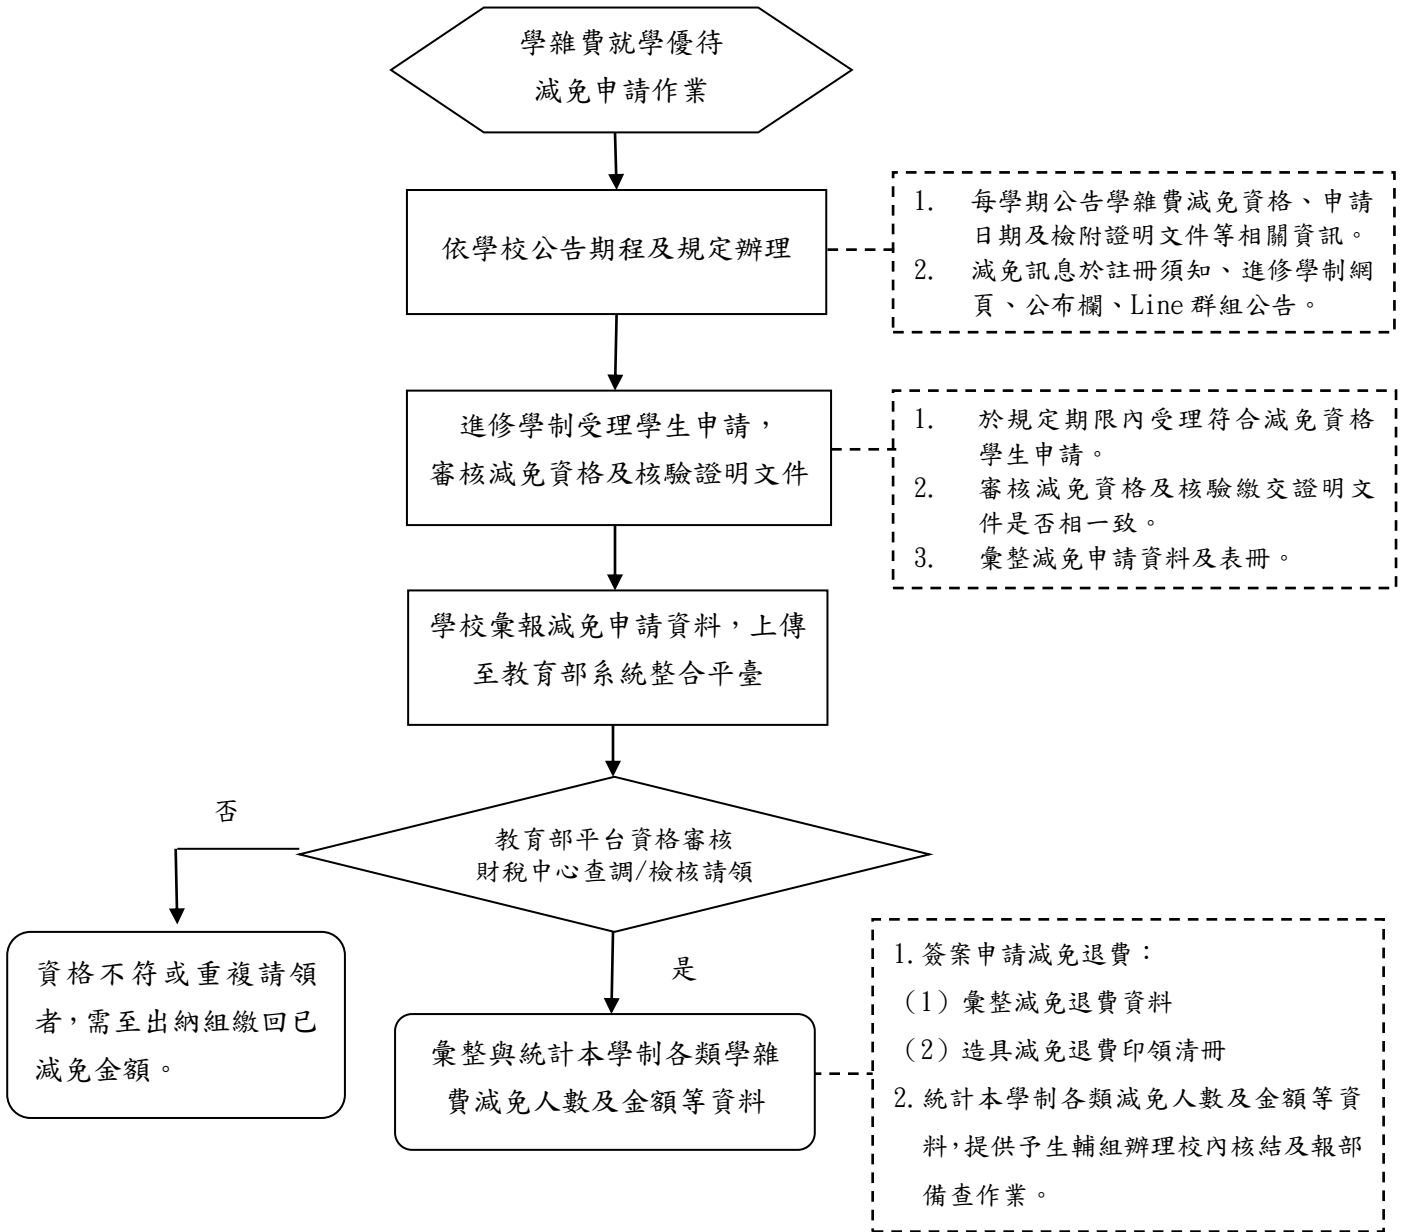 學雜費就學優待
減免申請作業
依學校公告期程及規定辦理
1. 每學期公告學雜費減免資格、申請
日期及檢附證明文件等相關資訊。
2. 減免訊息於註冊須知、進修學制網
頁、公布欄、Line 群組公告。
進修學制受理學生申請，
審核減免資格及核驗證明文件
1. 於規定期限內受理符合減免資格
學生申請。
2. 審核減免資格及核驗繳交證明文
件是否相一致。
3. 彙整減免申請資料及表冊。
學校彙報減免申請資料，上傳
至教育部系統整合平臺
教育部平台資格審核
財稅中心查調/檢核請領
否
資格不符或重複請領
者，需至出納組繳回已
減免金額。
是
彙整與統計本學制各類學雜
費減免人數及金額等資料
1. 簽案申請減免退費：
（1）彙整減免退費資料
（2）造具減免退費印領清冊
2. 統計本學制各類減免人數及金額等資
料，提供予生輔組辦理校內核結及報部
備查作業。